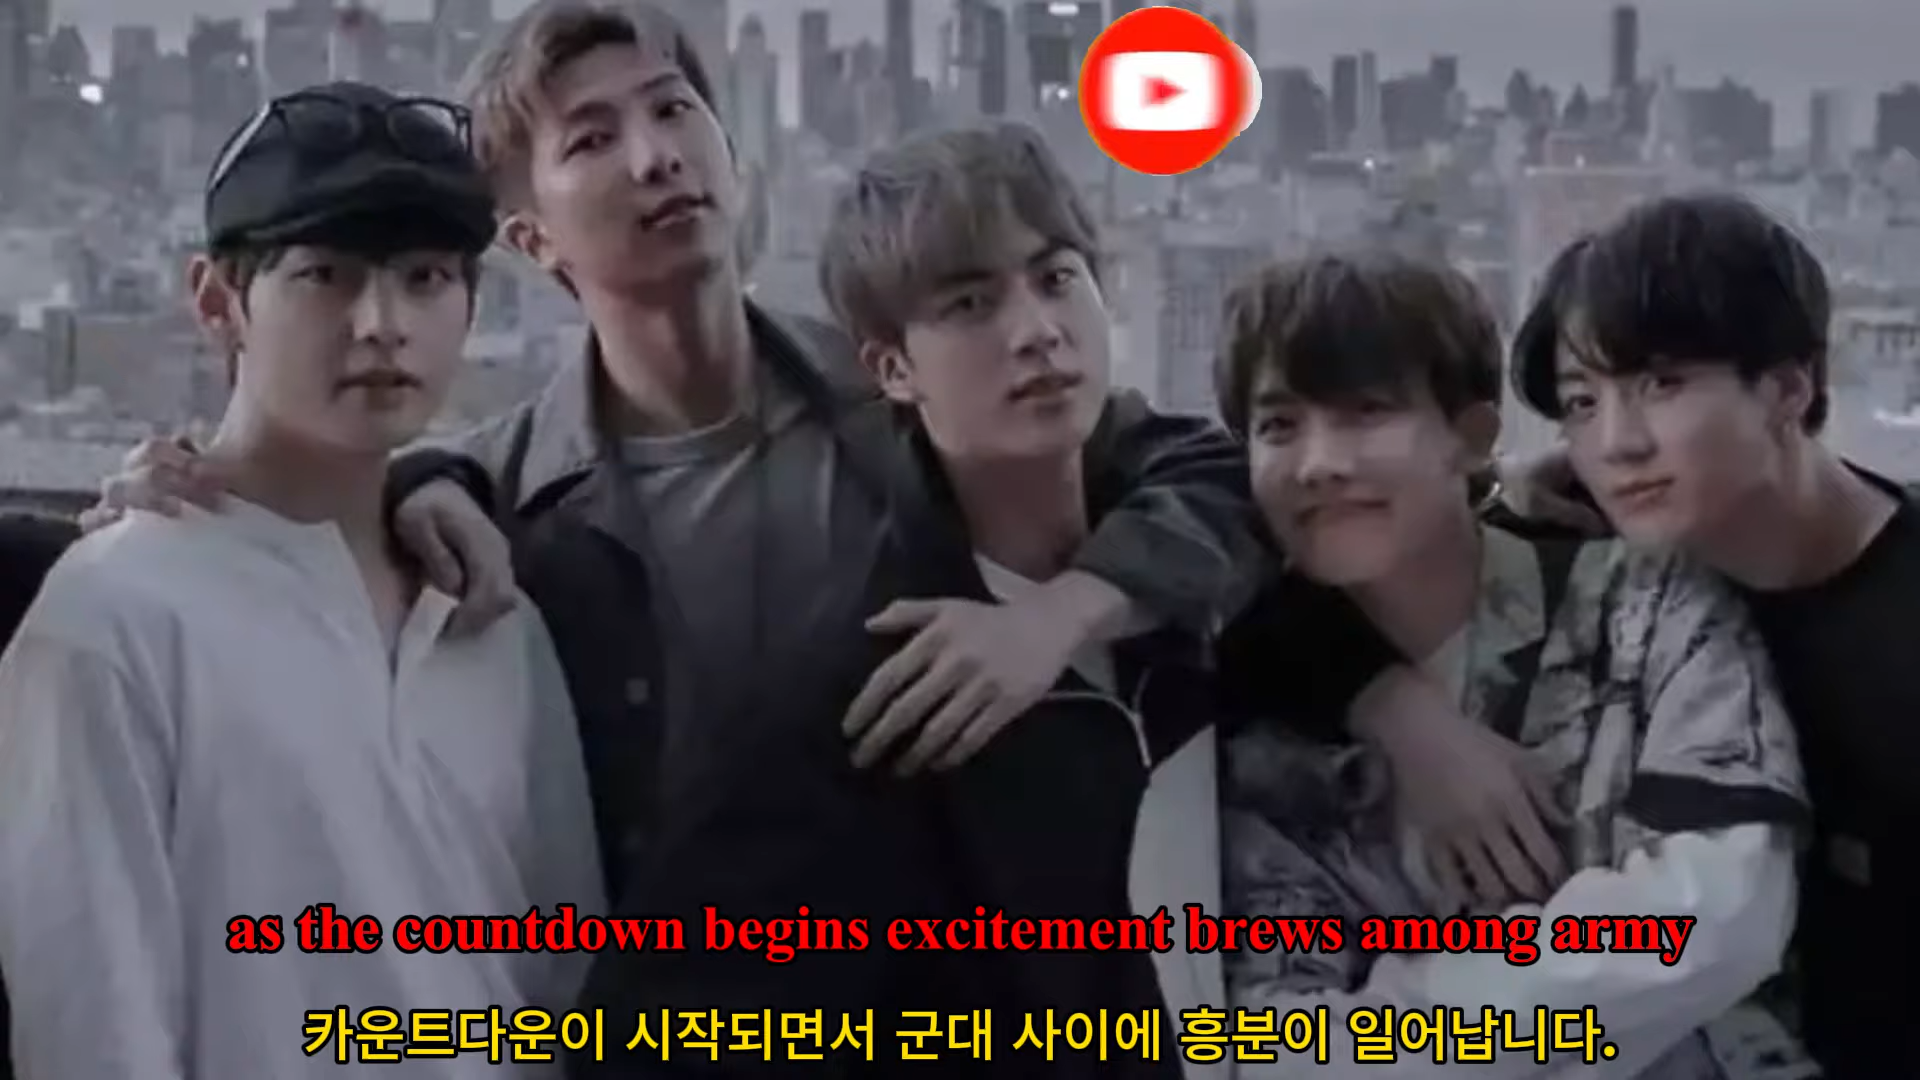 as the countdown begins excitement brews among army
카운트다운이 시작되면서 군대 사이에 흥분이 일어납니다.